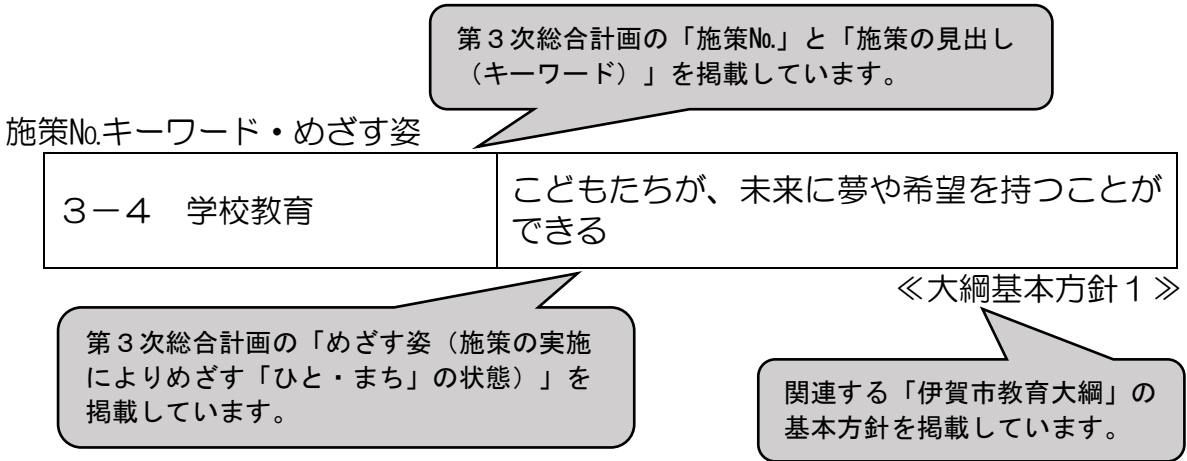 第３次総合計画の「施策№」と「施策の見出し
（キーワード）」を掲載しています。
施策№キーワード・めざす姿
３－４　学校教育
こどもたちが、未来に夢や希望を持つことが
できる
≪大綱基本方針１≫
第３次総合計画の「めざす姿（施策の実施
によりめざす「ひと・まち」の状態）」を
掲載しています。
関連する「伊賀市教育大綱」の
基本方針を掲載しています。